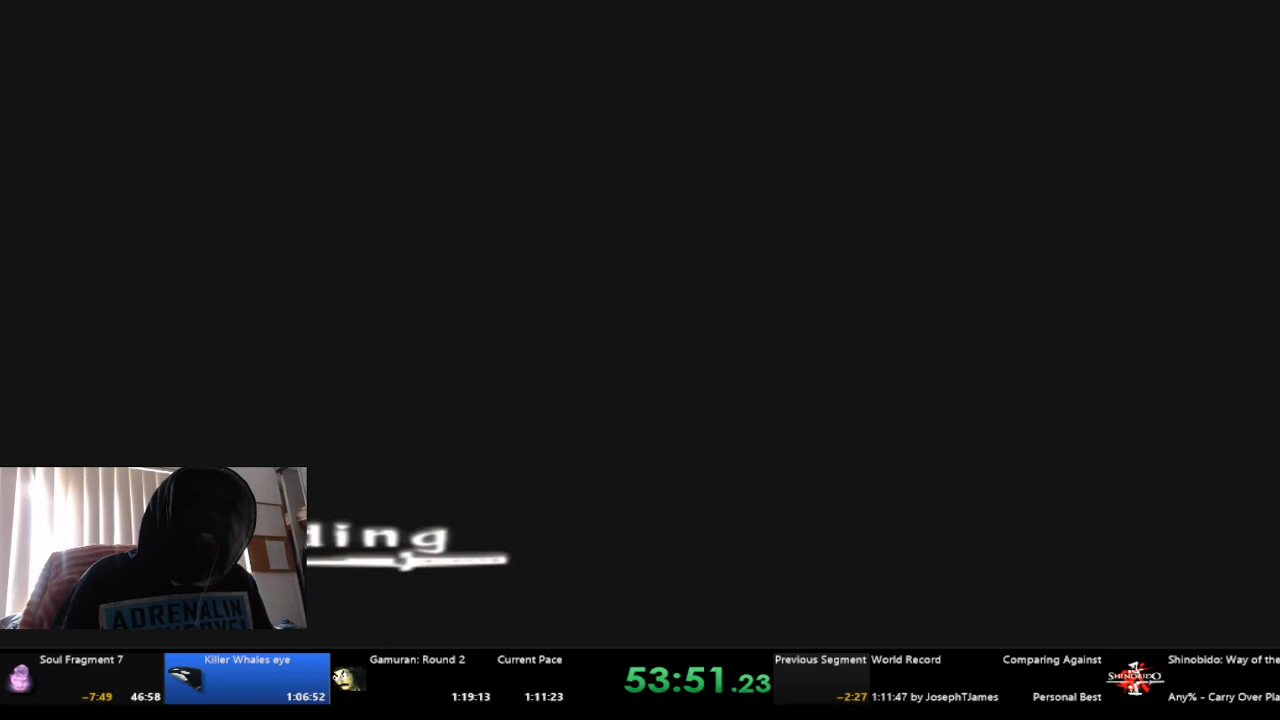 ding
ADRENALIN
Soul Fragment 7
-7:49 46:58
Killer Whales eye
1:06:52
Gamuran: Round 2
1:19:13
Current Pace
1:11:23
53:51.23
Previous Segment
-2:27
World Record
1:11:47 by JosephTJames
Comparing Against
Personal Best
SHINOBIDO
Shinobido: Way of the
Any% - Carry Over Pla